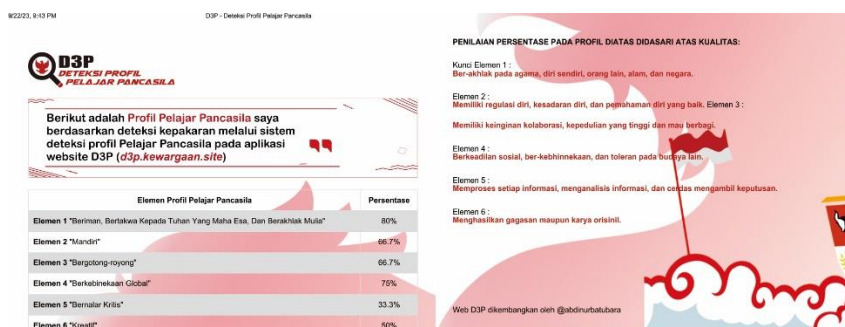 9/22/23, 9:43 PM
D3P - Deteksi Profil Pelajar Pancasila
D3P
DETEKSI PROFIL
PELAJAR PANCASILA
Berikut adalah Profil Pelajar Pancasila saya
berdasarkan deteksi kepakaran melalui sistem
deteksi profil Pelajar Pancasila pada aplikasi
website D3P (d3p.kewargaan.site)
Elemen Profil Pelajar Pancasila Persentase
Elemen 1 "Beriman, Bertakwa Kepada Tuhan Yang Maha Esa, Dan Berakhlak Mulia" 80%
Elemen 2 "Mandiri" 66.7%
Elemen 3 "Bergotong-royong" 66.7%
Elemen 4 "Berkebinekaan Global" 75%
Elemen 5 "Bernalar Kritis" 33.3%
Elemen 6 "Kreatif" 50%
PENILAIAN PERSENTASE PADA PROFIL DIATAS DIDASARI ATAS KUALITAS:
Kunci Elemen 1 :
Ber-akhlak pada agama, diri sendiri, orang lain, alam, dan negara.
Elemen 2 :
Memiliki regulasi diri, kesadaran diri, dan pemahaman diri yang baik. Elemen 3 :
Memiliki keinginan kolaborasi, kepedulian yang tinggi dan mau berbagi.
Elemen 4 :
Berkeadilan sosial, ber-kebhinnekaan, dan toleran pada budaya lain.
Elemen 5 :
Memproses setiap informasi, menganalisis informasi, dan cerdas mengambil keputusan.
Elemen 6 :
Menghasilkan gagasan maupun karya orisinil.
Web D3P dikembangkan oleh @abdinurbatubara